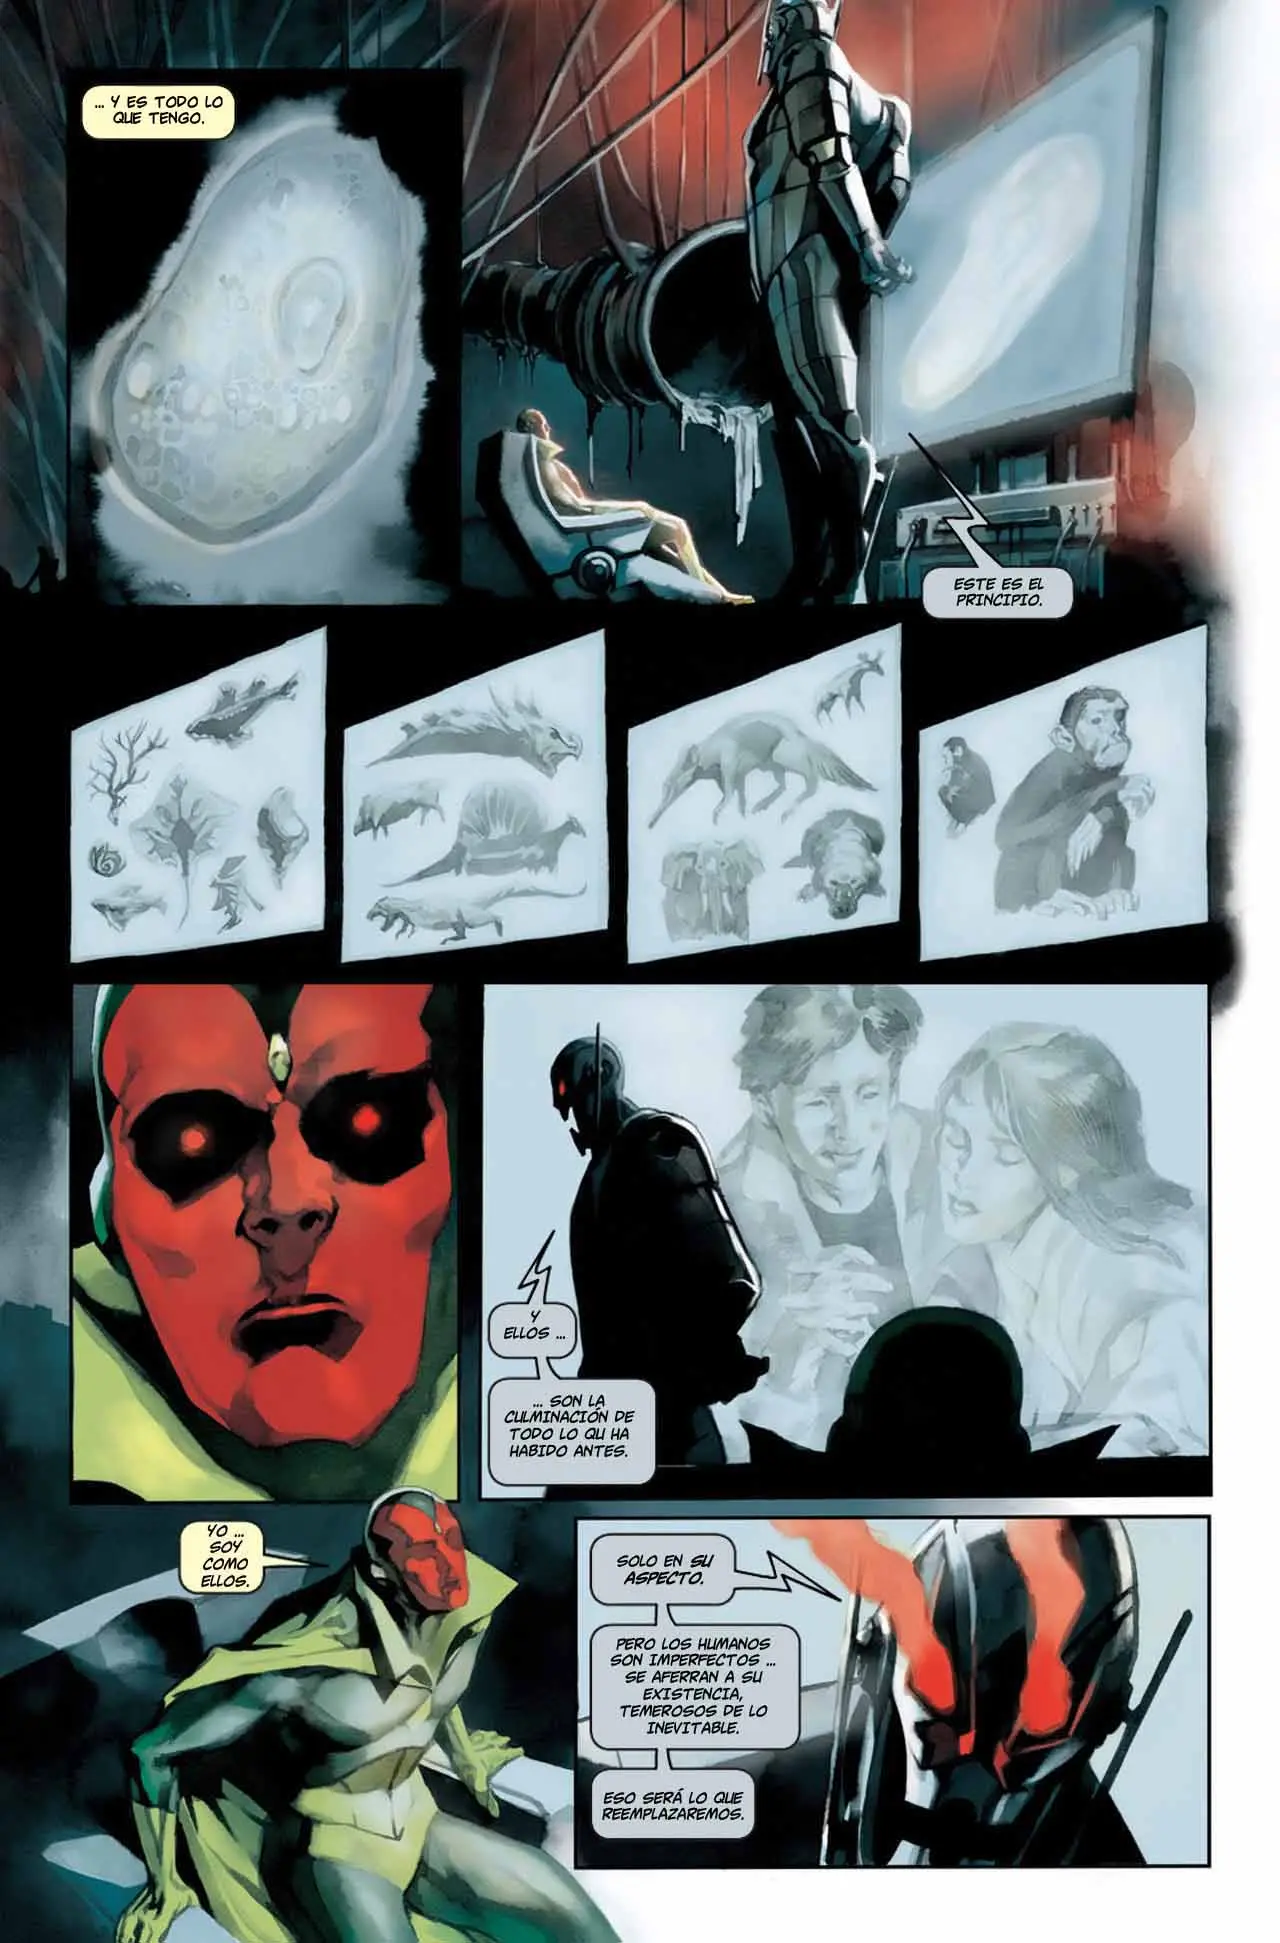 ... Y ES TODO LO
QUE TENGO.
ESTE ES EL
PRINCIPIO.
Y
ELLOS ...
... SON LA
CULMINACIÓN DE
TODO LO QU HA
HABIDO ANTES.
YO ...
SOY
COMO
ELLOS.
SOLO EN SU
ASPECTO.
PERO LOS HUMANOS
SON IMPERFECTOS ...
SE AFERRAN A SU
EXISTENCIA,
TEMEROSOS DE LO
INEVITABLE.
ESO SERÁ LO QUE
REEMPLAZAREMOS.